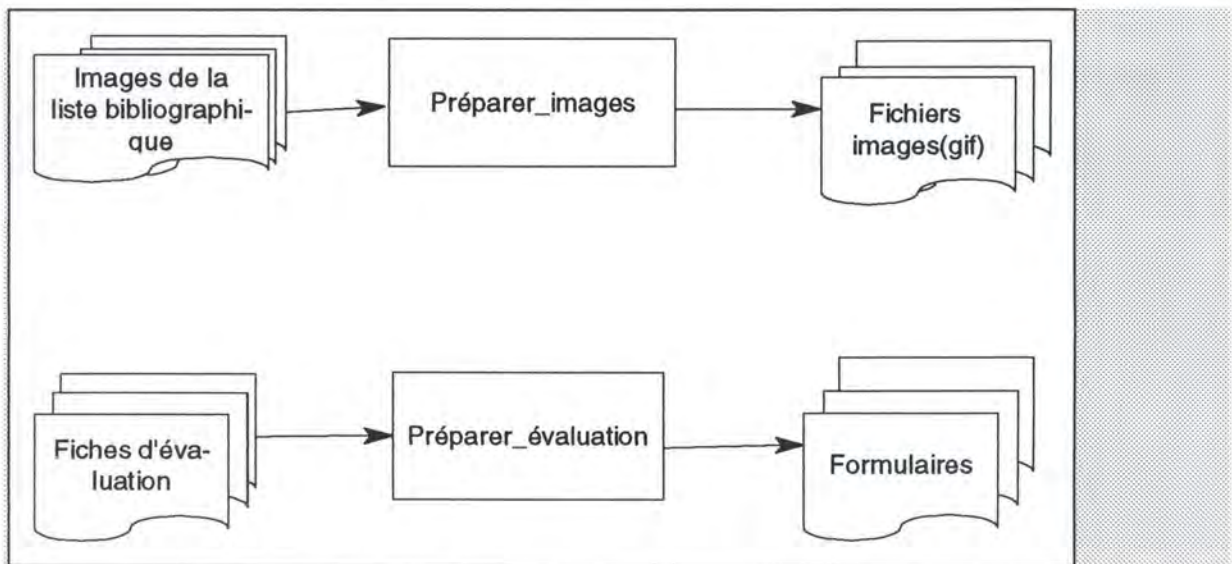 Images de la
liste bibliographi-
que
Préparer_images
Fichiers
images(gif)
Fiches d'éva-
luation
Préparer_évaluation
Formulaires